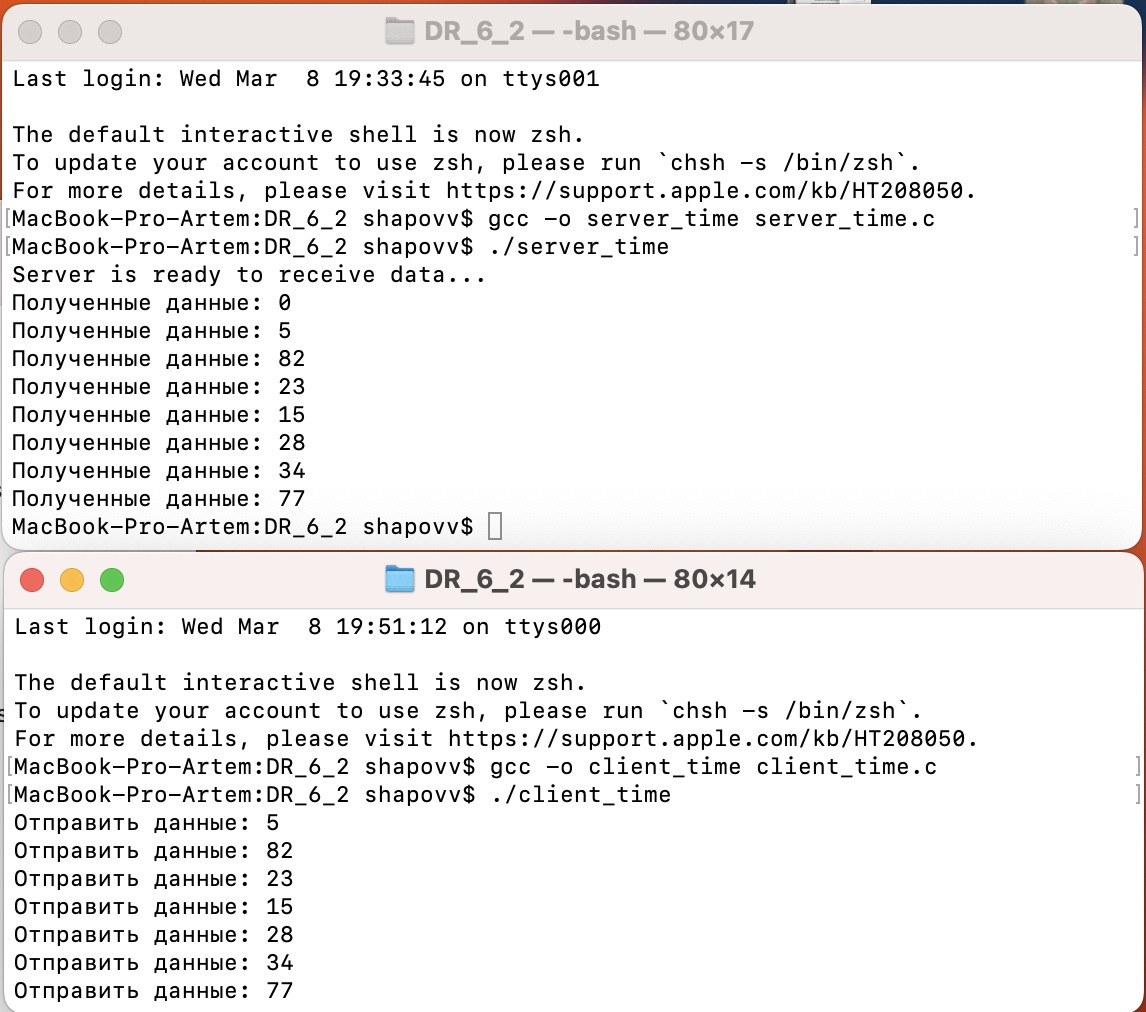 DR_6_2 — -bash — 80×17
Last login: Wed Mar  8 19:33:45 on ttys001
The default interactive shell is now zsh.
To update your account to use zsh, please run `chsh -s /bin/zsh`.
For more details, please visit https://support.apple.com/kb/HT208050.
[MacBook-Pro-Artem:DR_6_2 shapovv$ gcc -o server_time server_time.c ]
[MacBook-Pro-Artem:DR_6_2 shapovv$ ./server_time ]
Server is ready to receive data...
Полученные данные: 0
Полученные данные: 5
Полученные данные: 82
Полученные данные: 23
Полученные данные: 15
Полученные данные: 28
Полученные данные: 34
Полученные данные: 77
MacBook-Pro-Artem:DR_6_2 shapovv$
DR_6_2 — -bash — 80×14
Last login: Wed Mar  8 19:51:12 on ttys000
The default interactive shell is now zsh.
To update your account to use zsh, please run `chsh -s /bin/zsh`.
For more details, please visit https://support.apple.com/kb/HT208050.
[MacBook-Pro-Artem:DR_6_2 shapovv$ gcc -o client_time client_time.c ]
[MacBook-Pro-Artem:DR_6_2 shapovv$ ./client_time ]
Отправить данные: 5
Отправить данные: 82
Отправить данные: 23
Отправить данные: 15
Отправить данные: 28
Отправить данные: 34
Отправить данные: 77